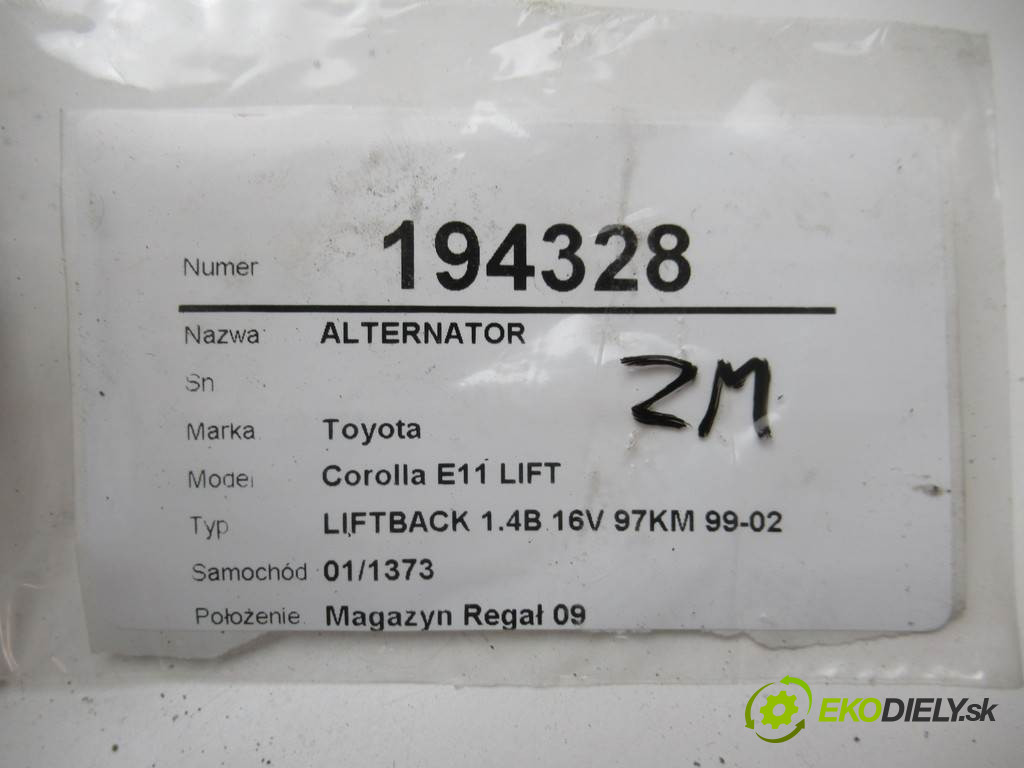 Numer 194328
Nazwa ALTERNATOR
Sn
ZM
Marka Toyota
Model Corolla E11 LIFT
Typ LIFTBACK 1.4B 16V 97KM 99-02
Samochód 01/1373
Położenie Magazyn Regał 09
EKODIELY.sk